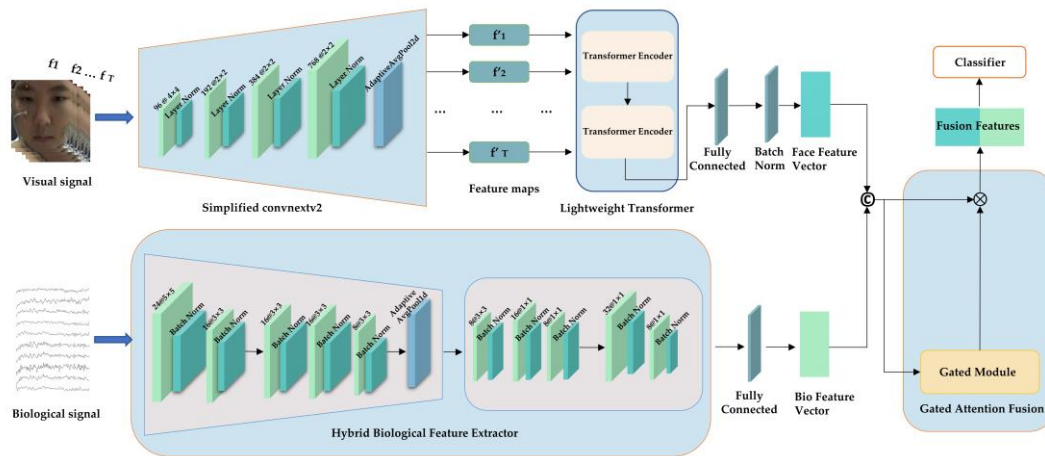 f1 f2 ... fT
Visual signal
96 @ 4×4
Layer Norm
192 @2×2
Layer Norm
384 @2×2
Layer Norm
768 @2×2
Layer Norm
AdaptiveAvgPool2d
Simplified convnextv2
f'1
f'2
... ...
f'T
Feature maps
Transformer Encoder
Transformer Encoder
Lightweight Transformer
Fully
Connected
Batch
Norm
Face Feature
Vector
Classifier
Fusion Features
C
Gated Module
Gated Attention Fusion
Biological signal
24@5×5
Batch Norm
16@3×3
Batch Norm
16@3×3
Batch Norm
16@3×3
Batch Norm
8@3×3
Batch Norm
Adaptive
AvgPool1d
8@3×3
Batch Norm
16@1×1
Batch Norm
8@1×1
Batch Norm
32@1×1
Batch Norm
8@1×1
Batch Norm
Hybrid Biological Feature Extractor
Fully
Connected
Bio Feature
Vector